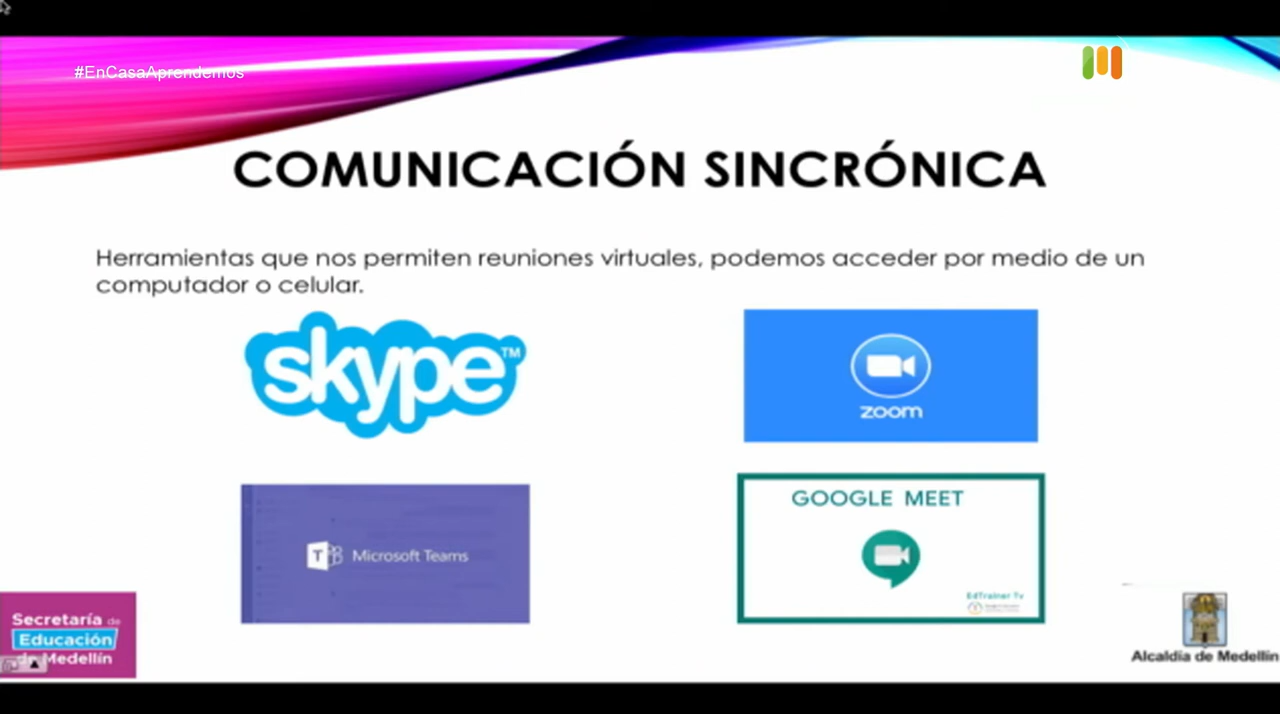 #EnCasaAprendemos
COMUNICACIÓN SINCRÓNICA
Herramientas que nos permiten reuniones virtuales, podemos acceder por medio de un
computador o celular.
skype™
zoom
T
Microsoft Teams
GOOGLE MEET
EdTrainer Tv
Secretaría de
Educación
de Medellín
Alcaldía de Medellín